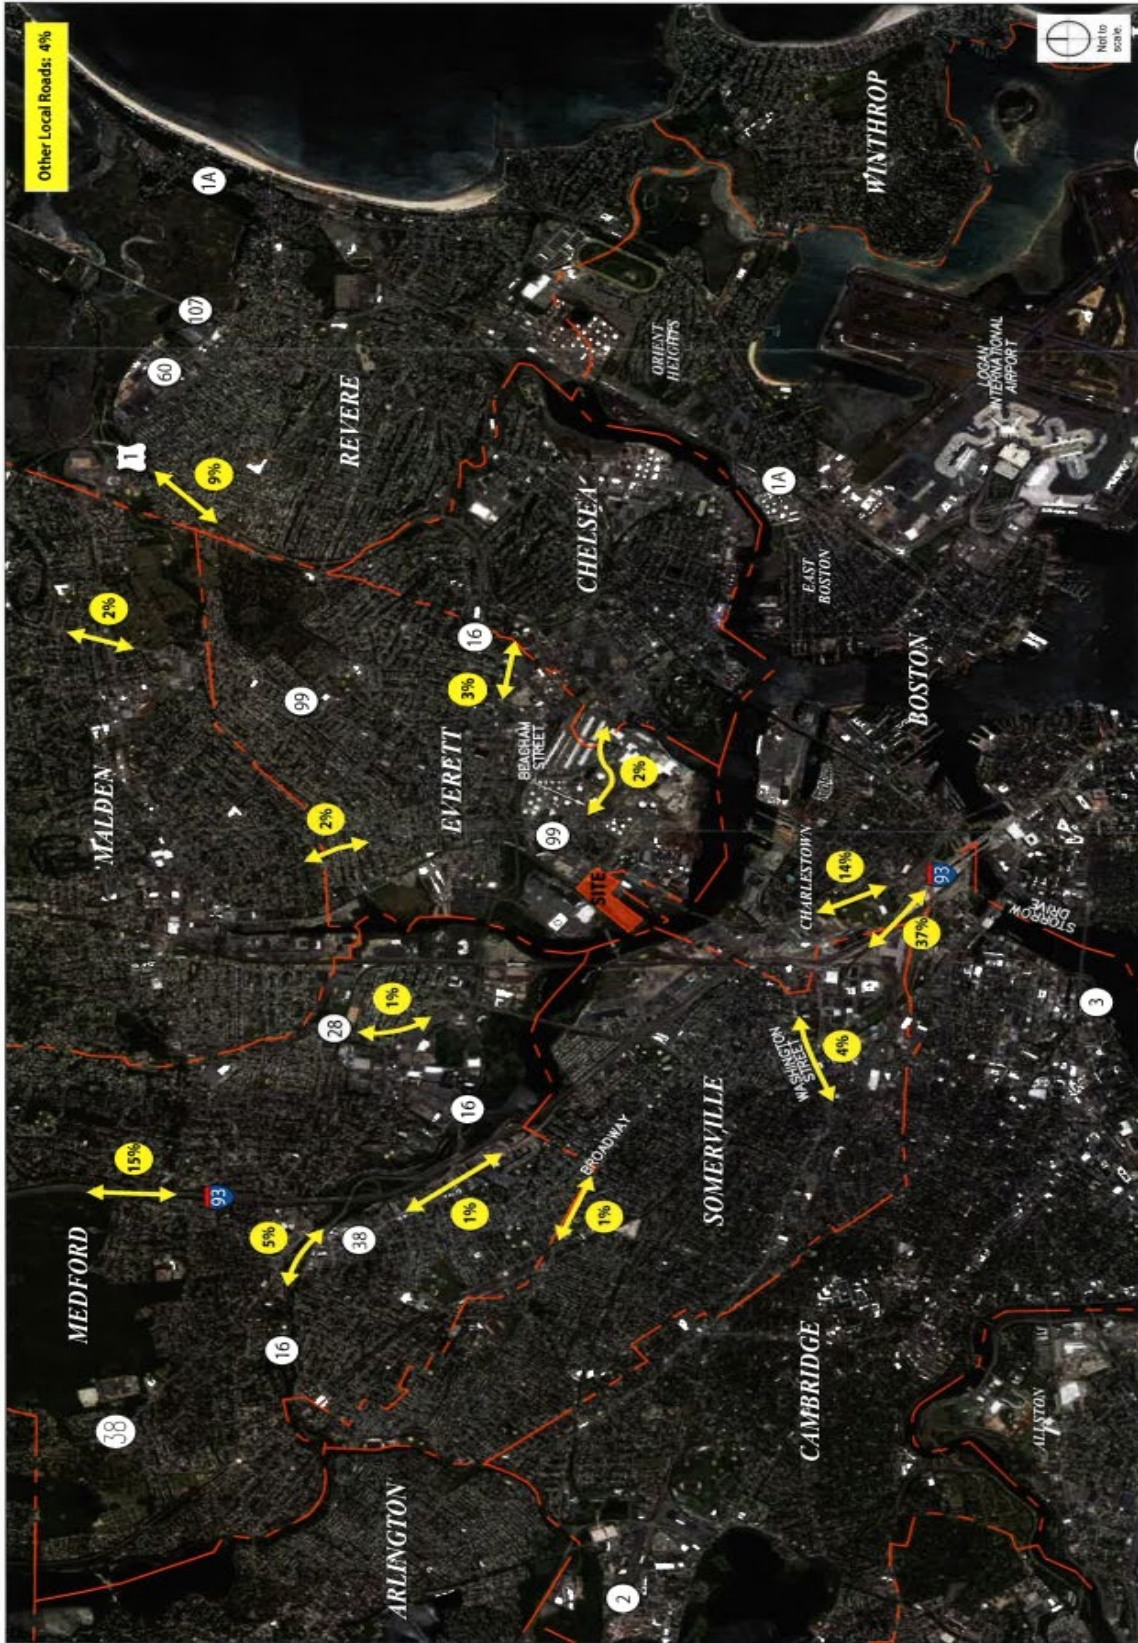 Other Local Roads: 4%
Not to
scale.
MEDFORD
15%
93
5%
38
16
38
1%
16
28
1%
MALDEN
2%
2%
99
1
9%
60
107
1A
REVERE
EVERETT
16
3%
BEACHAM
STREET
2%
99
SITE
CHELSEA
ORIENT
HEIGHTS
WINTHROP
ARLINGTON
BROADWAY
1%
SOMERVILLE
WASHINGTON
STREET
4%
CHARLESTOWN
14%
37%
93
1A
EAST
BOSTON
BOSTON
LOGAN
INTERNATIONAL
AIRPORT
2
CAMBRIDGE
STORROW
DRIVE
3
ALLSTON